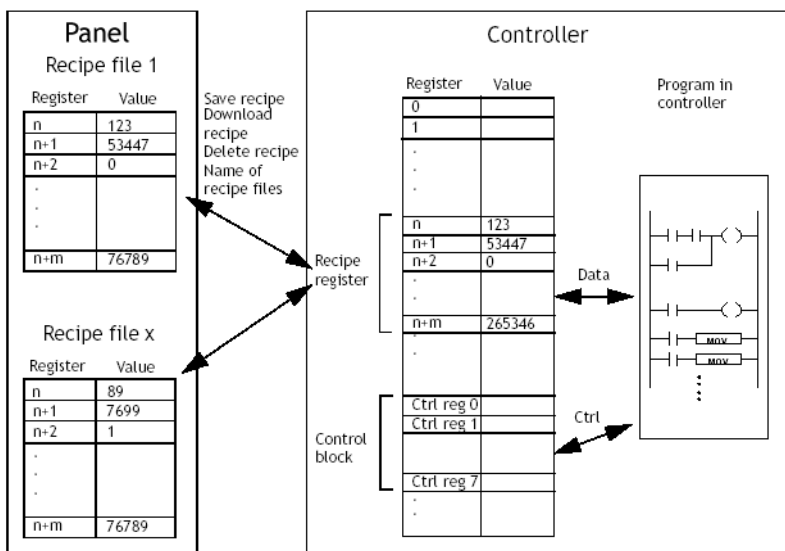 Panel
Recipe file 1
Register Value
n 123
n+1 53447
n+2 0
.
.
.
n+m 76789
Recipe file x
Register Value
n 89
n+1 7699
n+2 1
.
.
.
n+m 76789
Save recipe
Download
recipe
Delete recipe
Name of
recipe files
Controller
Register Value
0
1
.
.
.
Recipe
register
n 123
n+1 53447
n+2 0
.
.
n+m 265346
.
.
Control
block
Ctrl reg 0
Ctrl reg 1
Ctrl reg 7
.
.
Data
Ctrl
Program in
controller
MOV
MOV